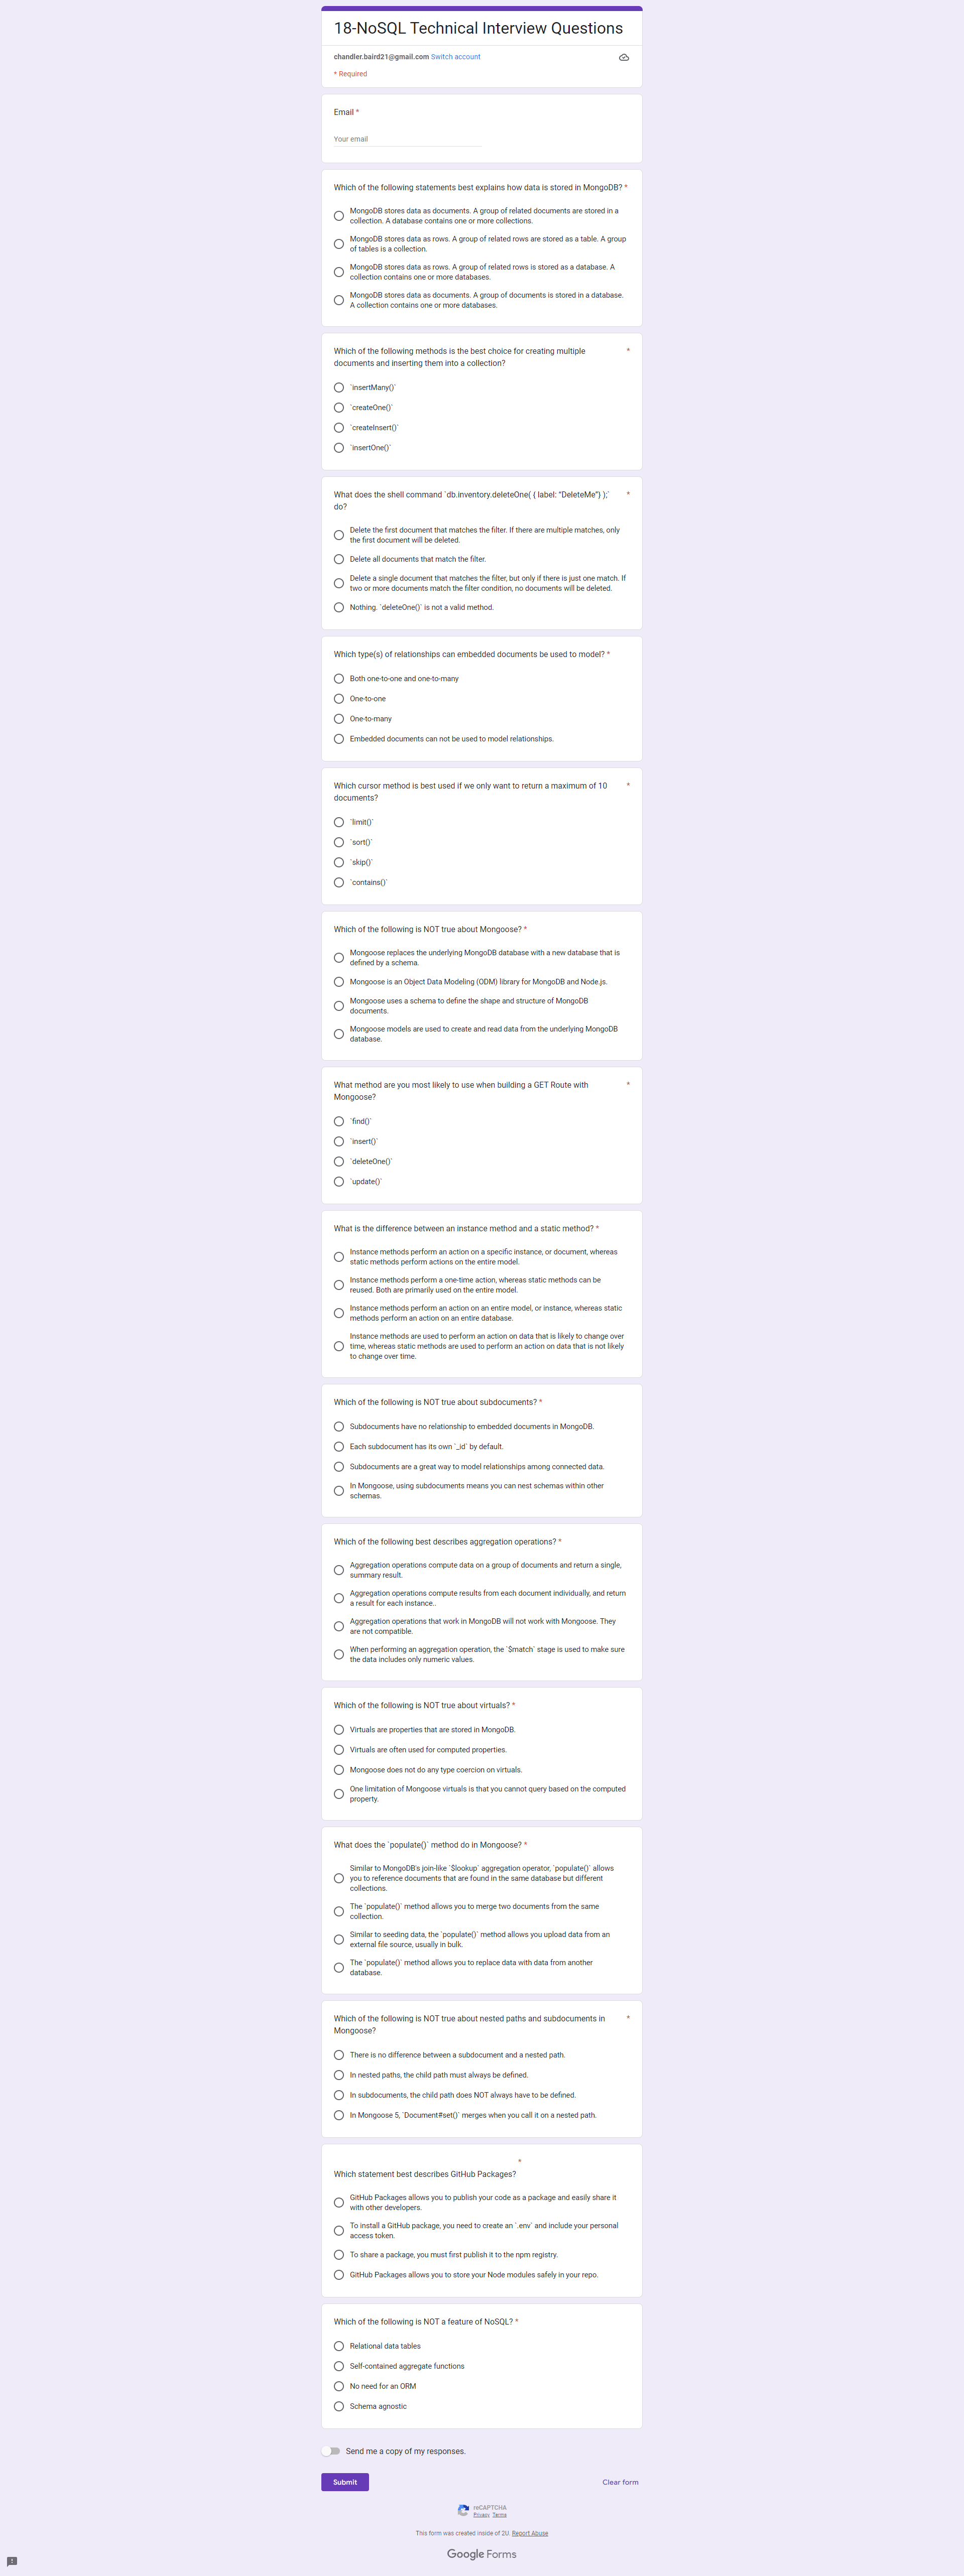 18-NoSQL Technical Interview Questions
chandler.baird21@gmail.com Switch account
* Required
Email *
Your email
Which of the following statements best explains how data is stored in MongoDB? *
MongoDB stores data as documents. A group of related documents are stored in a
collection. A database contains one or more collections.
MongoDB stores data as rows. A group of related rows are stored as a table. A group
of tables is a collection.
MongoDB stores data as rows. A group of related rows is stored as a database. A
collection contains one or more databases.
MongoDB stores data as documents. A group of documents is stored in a database.
A collection contains one or more databases.
Which of the following methods is the best choice for creating multiple *
documents and inserting them into a collection?
`insertMany()`
`createOne()`
`createInsert()`
`insertOne()`
What does the shell command `db.inventory.deleteOne( { label: "DeleteMe"} );` *
do?
Delete the first document that matches the filter. If there are multiple matches, only
the first document will be deleted.
Delete all documents that match the filter.
Delete a single document that matches the filter, but only if there is just one match. If
two or more documents match the filter condition, no documents will be deleted.
Nothing. `deleteOne()` is not a valid method.
Which type(s) of relationships can embedded documents be used to model? *
Both one-to-one and one-to-many
One-to-one
One-to-many
Embedded documents can not be used to model relationships.
Which cursor method is best used if we only want to return a maximum of 10 *
documents?
`limit()`
`sort()`
`skip()`
`contains()`
Which of the following is NOT true about Mongoose? *
Mongoose replaces the underlying MongoDB database with a new database that is
defined by a schema.
Mongoose is an Object Data Modeling (ODM) library for MongoDB and Node.js.
Mongoose uses a schema to define the shape and structure of MongoDB
documents.
Mongoose models are used to create and read data from the underlying MongoDB
database.
What method are you most likely to use when building a GET Route with *
Mongoose?
`find()`
`insert()`
`deleteOne()`
`update()`
What is the difference between an instance method and a static method? *
Instance methods perform an action on a specific instance, or document, whereas
static methods perform actions on the entire model.
Instance methods perform a one-time action, whereas static methods can be
reused. Both are primarily used on the entire model.
Instance methods perform an action on an entire model, or instance, whereas static
methods perform an action on an entire database.
Instance methods are used to perform an action on data that is likely to change over
time, whereas static methods are used to perform an action on data that is not likely
to change over time.
Which of the following is NOT true about subdocuments? *
Subdocuments have no relationship to embedded documents in MongoDB.
Each subdocument has its own `_id` by default.
Subdocuments are a great way to model relationships among connected data.
In Mongoose, using subdocuments means you can nest schemas within other
schemas.
Which of the following best describes aggregation operations? *
Aggregation operations compute data on a group of documents and return a single,
summary result.
Aggregation operations compute results from each document individually, and return
a result for each instance..
Aggregation operations that work in MongoDB will not work with Mongoose. They
are not compatible.
When performing an aggregation operation, the `$match` stage is used to make sure
the data includes only numeric values.
Which of the following is NOT true about virtuals? *
Virtuals are properties that are stored in MongoDB.
Virtuals are often used for computed properties.
Mongoose does not do any type coercion on virtuals.
One limitation of Mongoose virtuals is that you cannot query based on the computed
property.
What does the `populate()` method do in Mongoose? *
Similar to MongoDB's join-like `$lookup` aggregation operator, `populate()` allows
you to reference documents that are found in the same database but different
collections.
The `populate()` method allows you to merge two documents from the same
collection.
Similar to seeding data, the `populate()` method allows you upload data from an
external file source, usually in bulk.
The `populate()` method allows you to replace data with data from another
database.
Which of the following is NOT true about nested paths and subdocuments in *
Mongoose?
There is no difference between a subdocument and a nested path.
In nested paths, the child path must always be defined.
In subdocuments, the child path does NOT always have to be defined.
In Mongoose 5, `Document#set()` merges when you call it on a nested path.
*
Which statement best describes GitHub Packages?
GitHub Packages allows you to publish your code as a package and easily share it
with other developers.
To install a GitHub package, you need to create an `.env` and include your personal
access token.
To share a package, you must first publish it to the npm registry.
GitHub Packages allows you to store your Node modules safely in your repo.
Which of the following is NOT a feature of NoSQL? *
Relational data tables
Self-contained aggregate functions
No need for an ORM
Schema agnostic
Send me a copy of my responses.
Submit
Clear form
reCAPTCHA
Privacy Terms
This form was created inside of 2U. Report Abuse
Google Forms